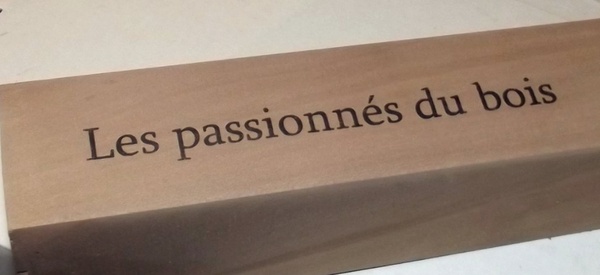 Les passionnés du bois